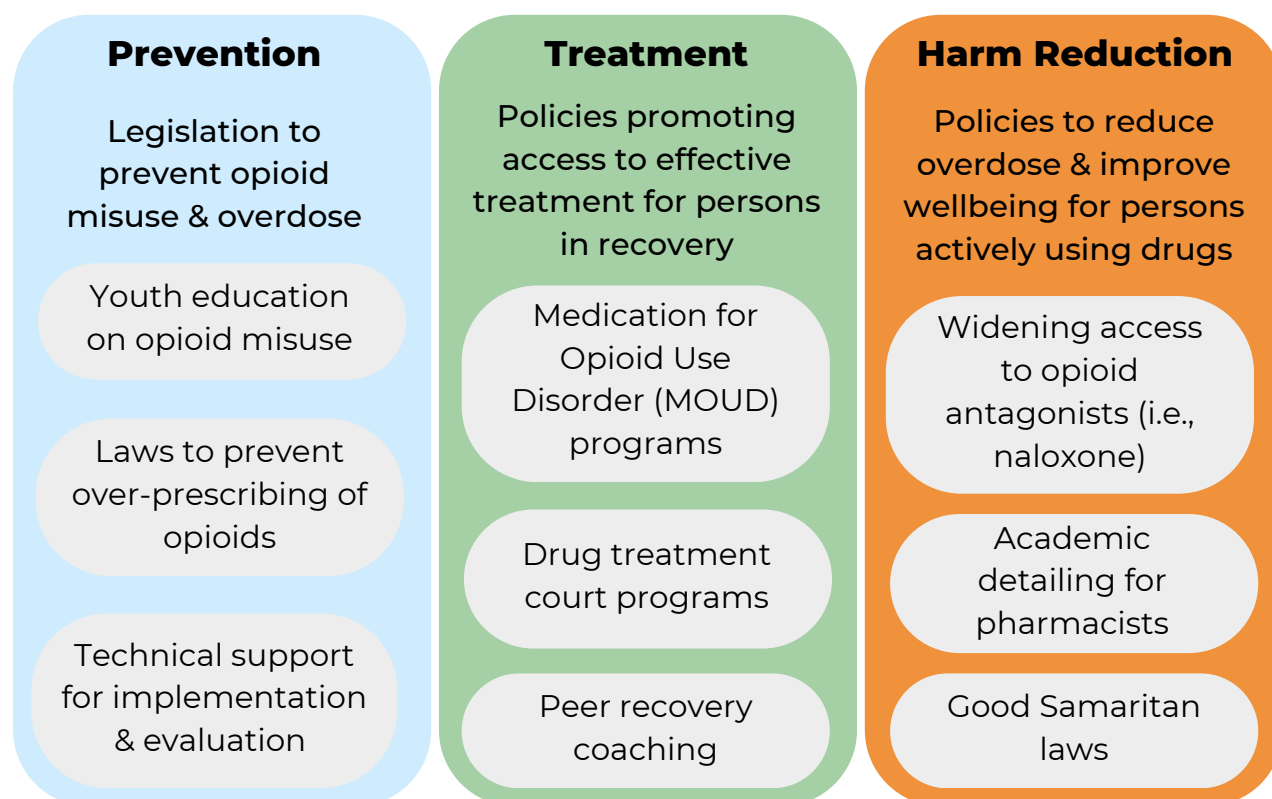 Prevention
Legislation to
prevent opioid
misuse & overdose
Youth education
on opioid misuse
Laws to prevent
over-prescribing of
opioids
Technical support
for implementation
& evaluation
Treatment
Policies promoting
access to effective
treatment for persons
in recovery
Medication for
Opioid Use
Disorder (MOUD)
programs
Drug treatment
court programs
Peer recovery
coaching
Harm Reduction
Policies to reduce
overdose & improve
wellbeing for persons
actively using drugs
Widening access
to opioid
antagonists (i.e.,
naloxone)
Academic
detailing for
pharmacists
Good Samaritan
laws